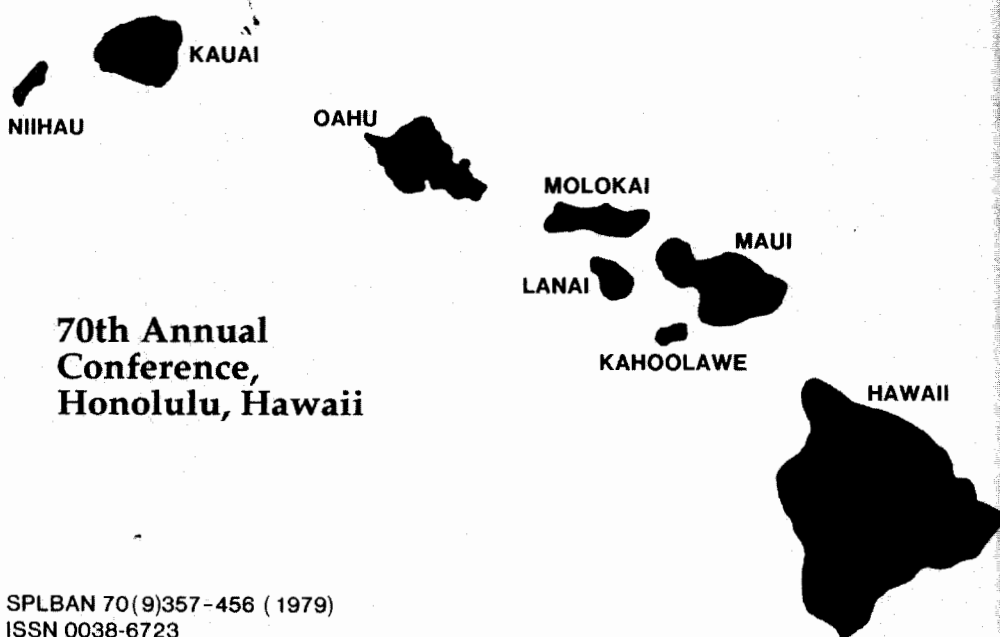 KAUAI
NIIHAU
OAHU
MOLOKAI
MAUI
LANAI
KAHOOLAWE
70th Annual
Conference,
Honolulu, Hawaii
HAWAII
SPLBAN 70(9)357-456 (1979)
ISSN 0038-6723